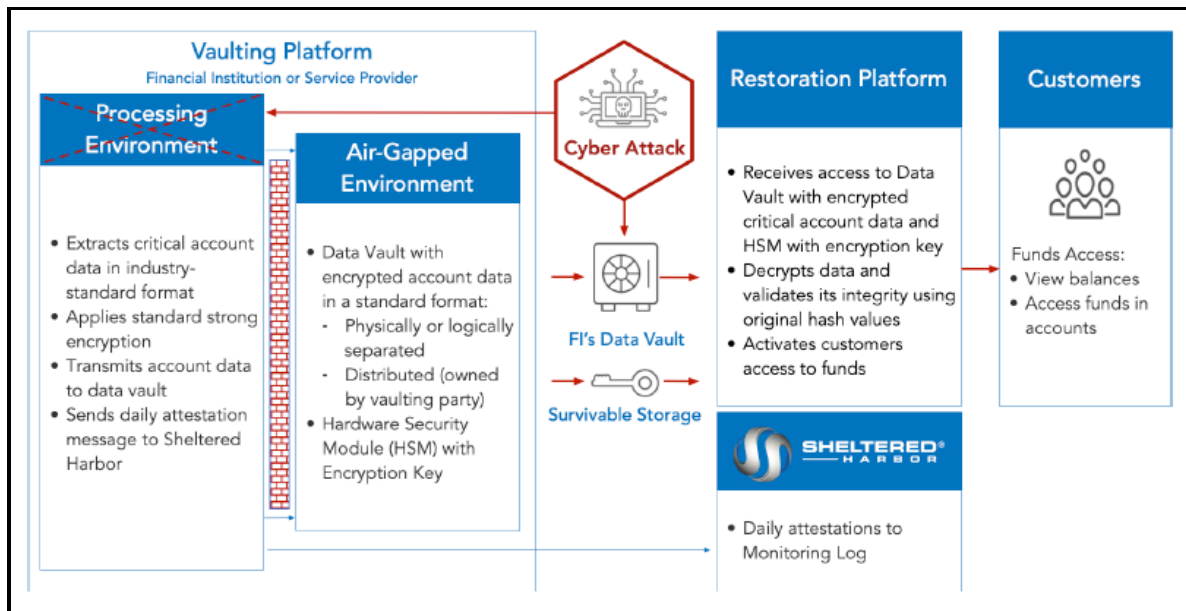 Vaulting Platform
Financial Institution or Service Provider
Processing
Environment
• Extracts critical account
data in industry-
standard format
• Applies standard strong
encryption
• Transmits account data
to data vault
• Sends daily attestation
message to Sheltered
Harbor
Air-Gapped
Environment
• Data Vault with
encrypted account data
in a standard format:
- Physically or logically
separated
- Distributed (owned
by vaulting party)
• Hardware Security
Module (HSM) with
Encryption Key
Cyber Attack
FI's Data Vault
Survivable Storage
Restoration Platform
• Receives access to Data
Vault with encrypted
critical account data and
HSM with encryption key
• Decrypts data and
validates its integrity using
original hash values
• Activates customers
access to funds
SHELTERED®
HARBOR
• Daily attestations to
Monitoring Log
Customers
Funds Access:
• View balances
• Access funds in
accounts